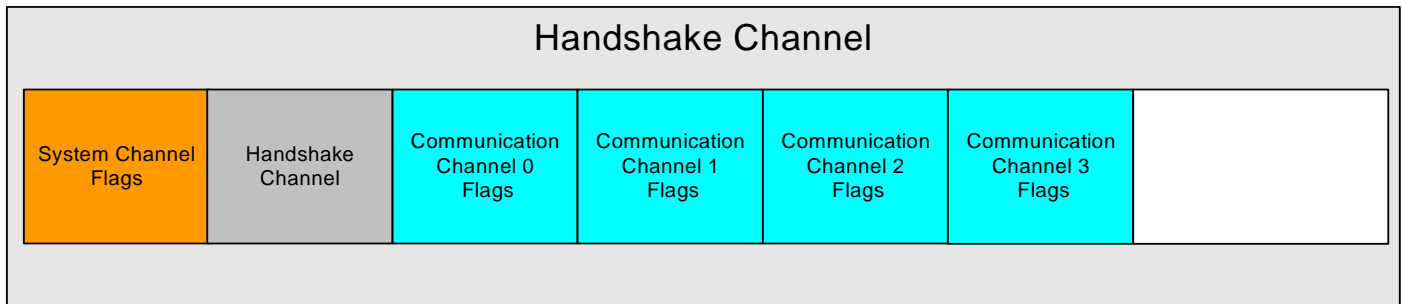 Handshake Channel
System Channel
Flags
Handshake
Channel
Communication
Channel 0
Flags
Communication
Channel 1
Flags
Communication
Channel 2
Flags
Communication
Channel 3
Flags